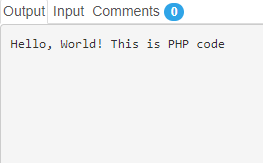 Output Input Comments 0
Hello, World! This is PHP code